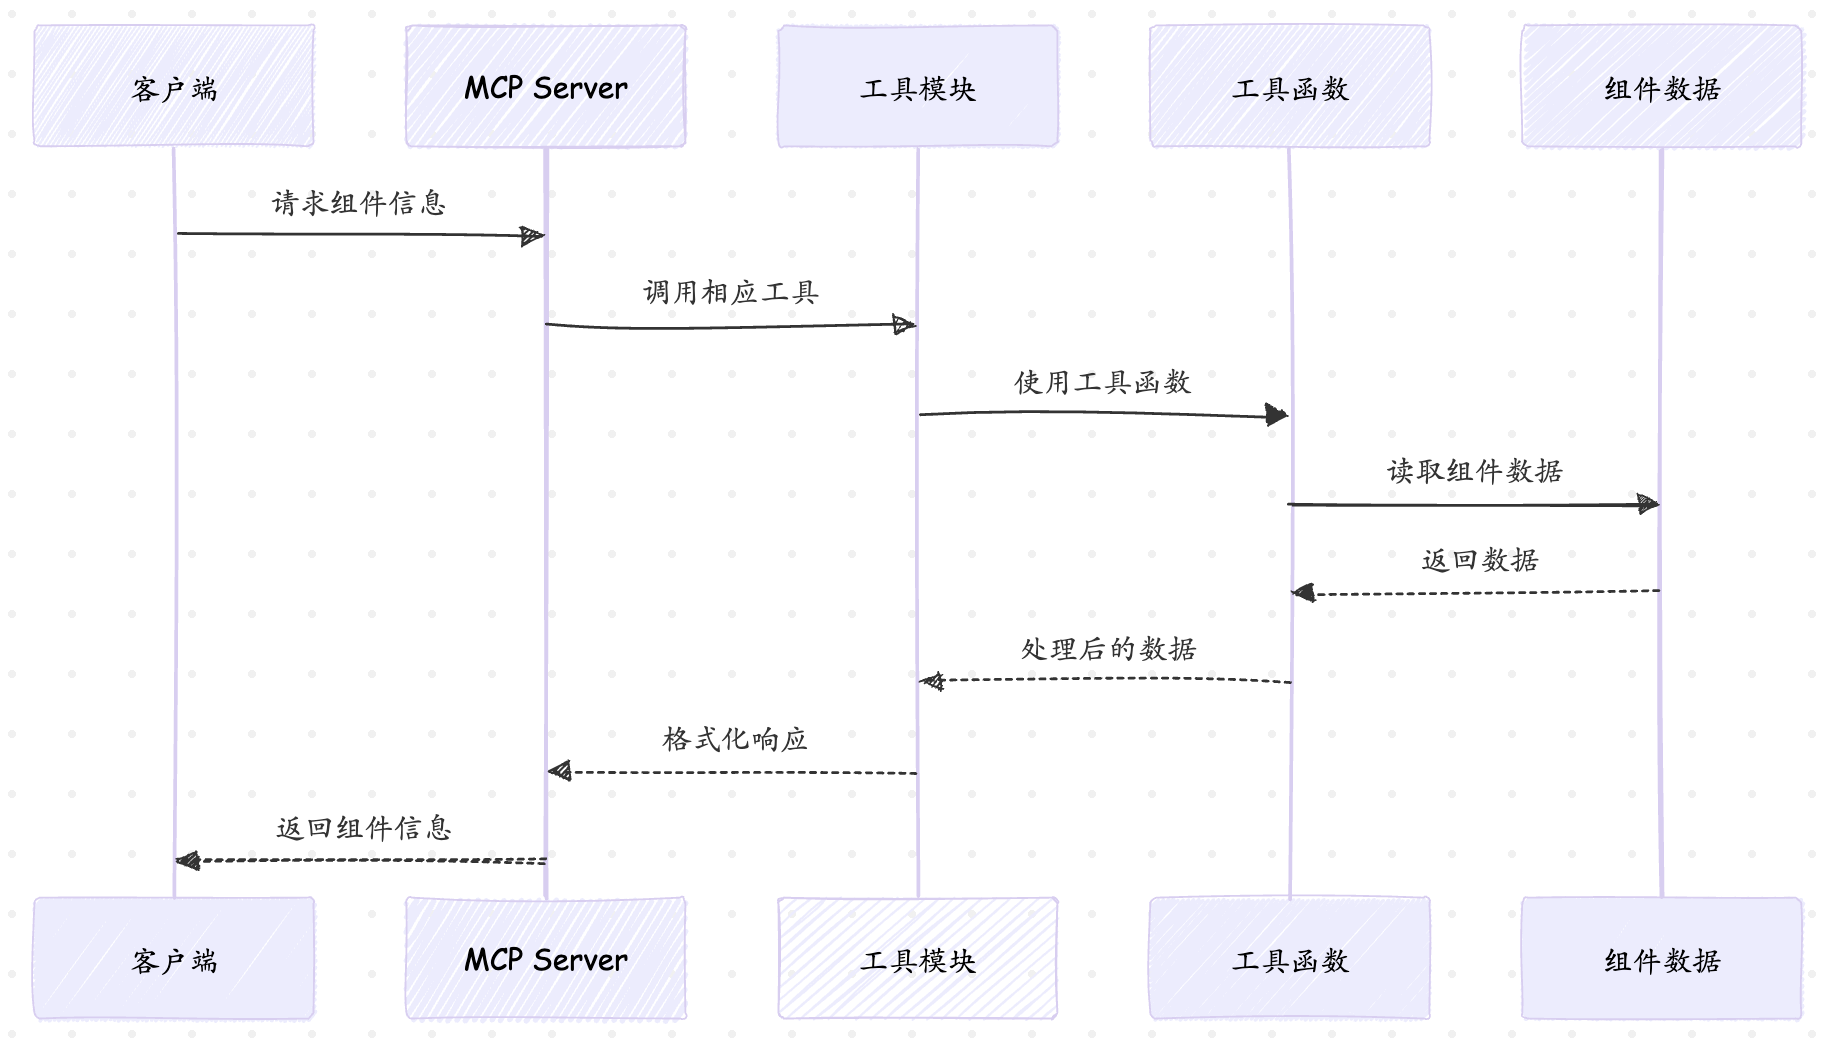 客户端
MCP Server
工具模块
工具函数
组件数据
请求组件信息
调用相应工具
使用工具函数
读取组件数据
返回数据
处理后的数据
格式化响应
返回组件信息
客户端
MCP Server
工具模块
工具函数
组件数据